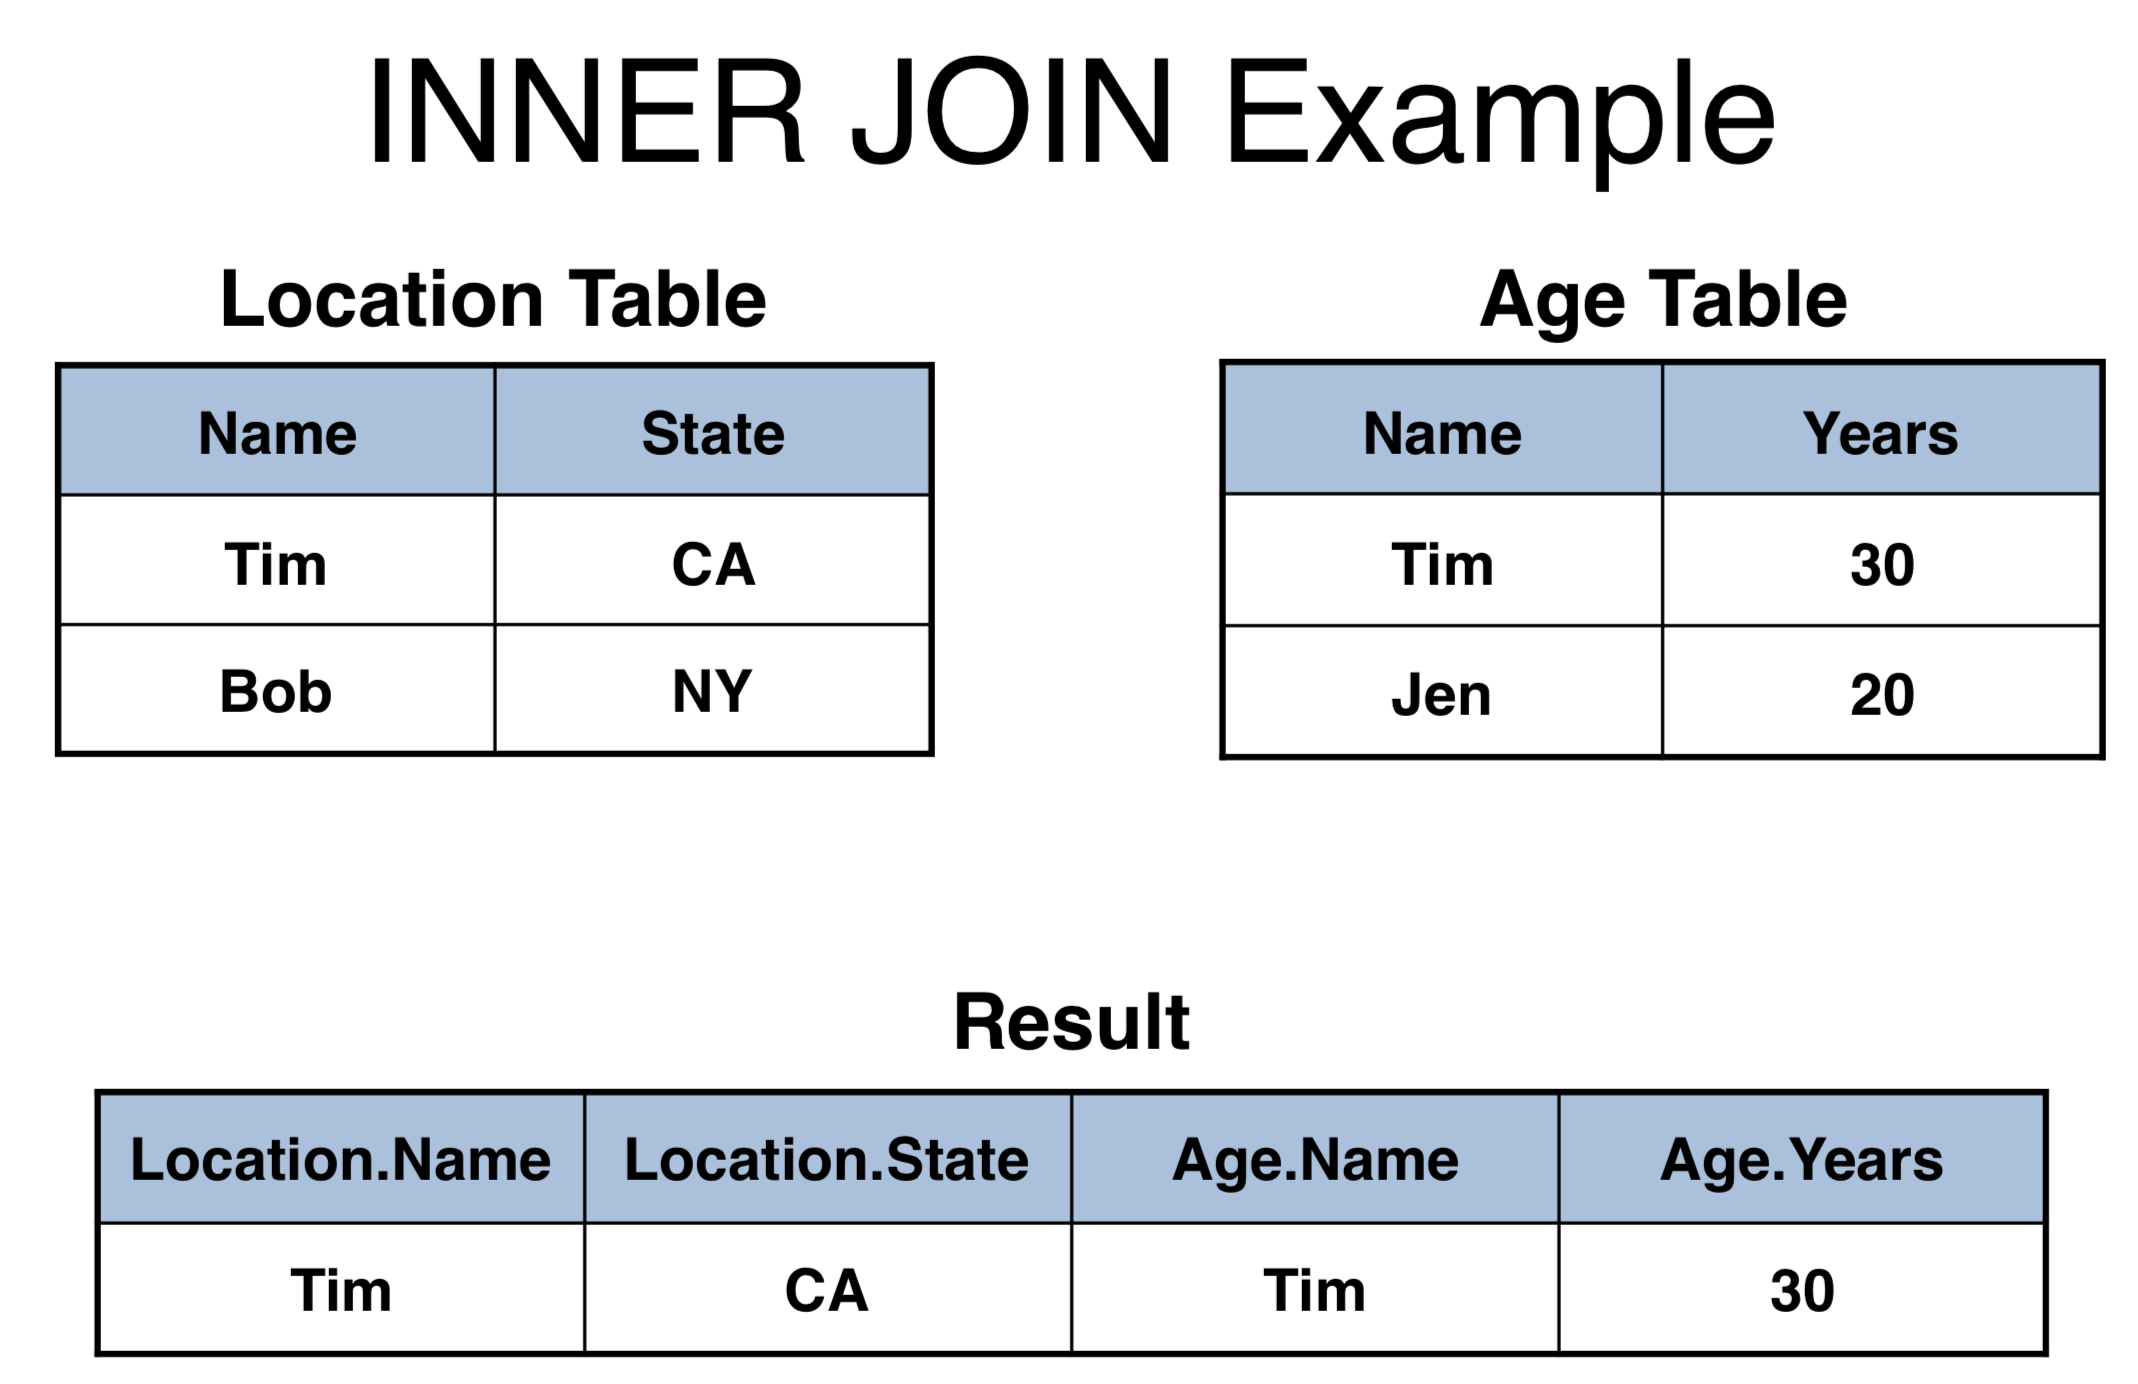 INNER JOIN Example
Location Table
Name State
Tim CA
Bob NY
Age Table
Name Years
Tim 30
Jen 20
Result
Location.Name Location.State Age.Name Age.Years
Tim CA Tim 30